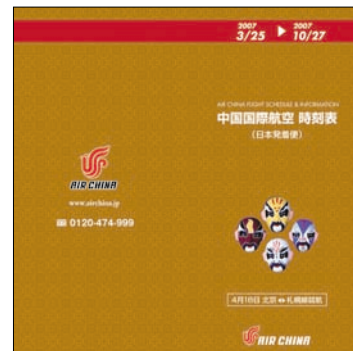 2007 2007
3/25 ▶ 10/27
AIR CHINA FLIGHT SCHEDULE & INFORMATION
中国国際航空 時刻表
(日本発着便)
AIR CHINA
www.airchina.jp
0120-474-999
4月18日 北京⇔札幌線就航
AIR CHINA